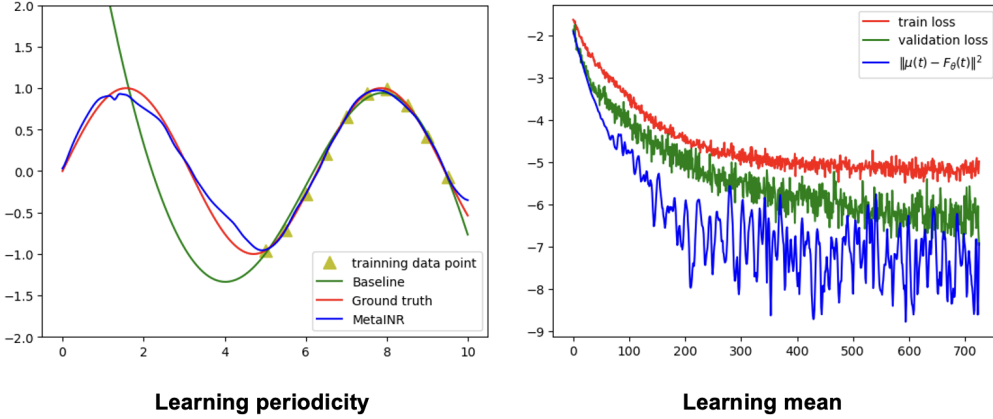 2.0
1.5
1.0
0.5
0.0
−0.5
−1.0
−1.5
−2.0
0 2 4 6 8 10
trainning data point
Baseline
Ground truth
MetaINR
Learning periodicity
−2
−3
−4
−5
−6
−7
−8
−9
0 100 200 300 400 500 600 700
train loss
validation loss
‖μ(t) − Fθ(t)‖²
Learning mean